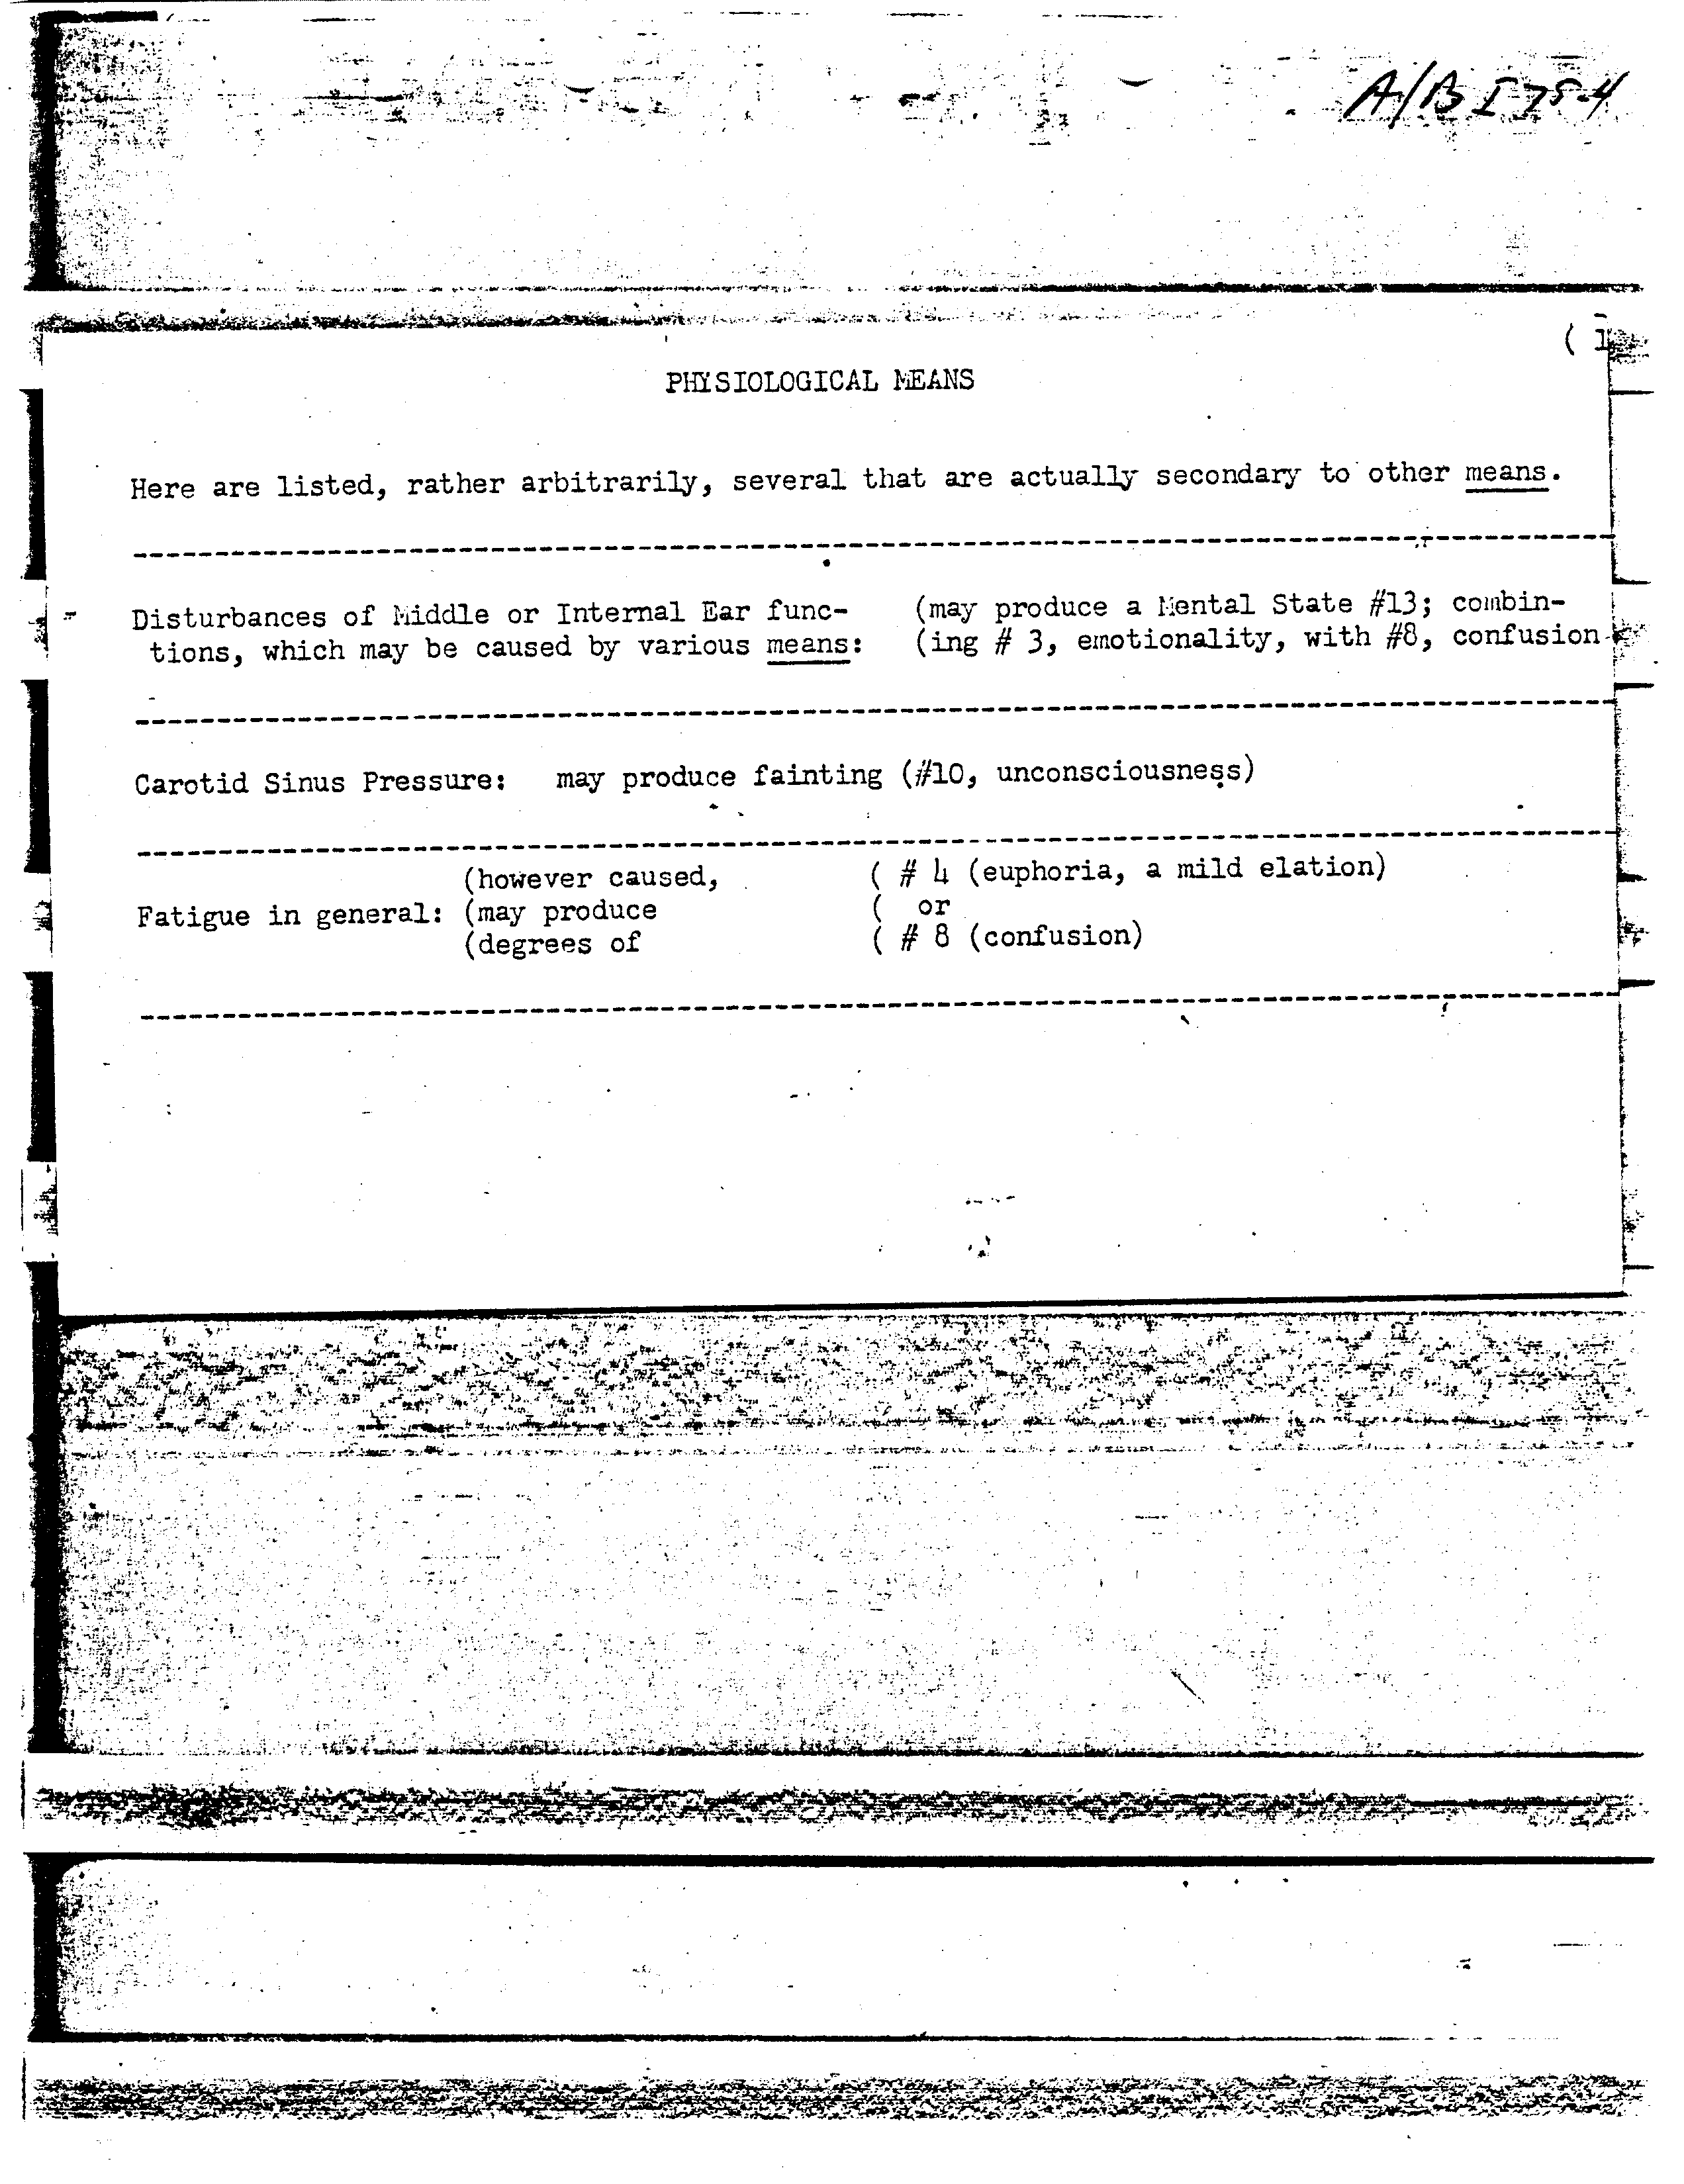 A/B I 75-4
( 1
PHYSIOLOGICAL MEANS
Here are listed, rather arbitrarily, several that are actually secondary to other means.
Disturbances of Middle or Internal Ear func-   (may produce a Mental State #13; combin-
tions, which may be caused by various means:   (ing # 3, emotionality, with #8, confusion
Carotid Sinus Pressure:   may produce fainting (#10, unconsciousness)
(however caused,   ( # 4 (euphoria, a mild elation)
Fatigue in general: (may produce   (   or
(degrees of   ( # 8 (confusion)